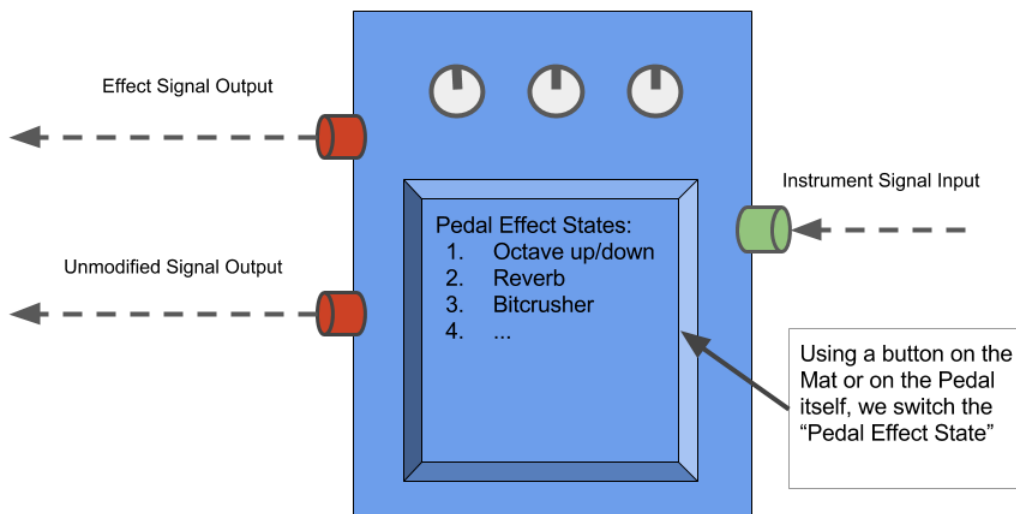 Effect Signal Output
Instrument Signal Input
Pedal Effect States:
1. Octave up/down
2. Reverb
3. Bitcrusher
4. ...
Unmodified Signal Output
Using a button on the
Mat or on the Pedal
itself, we switch the
“Pedal Effect State”